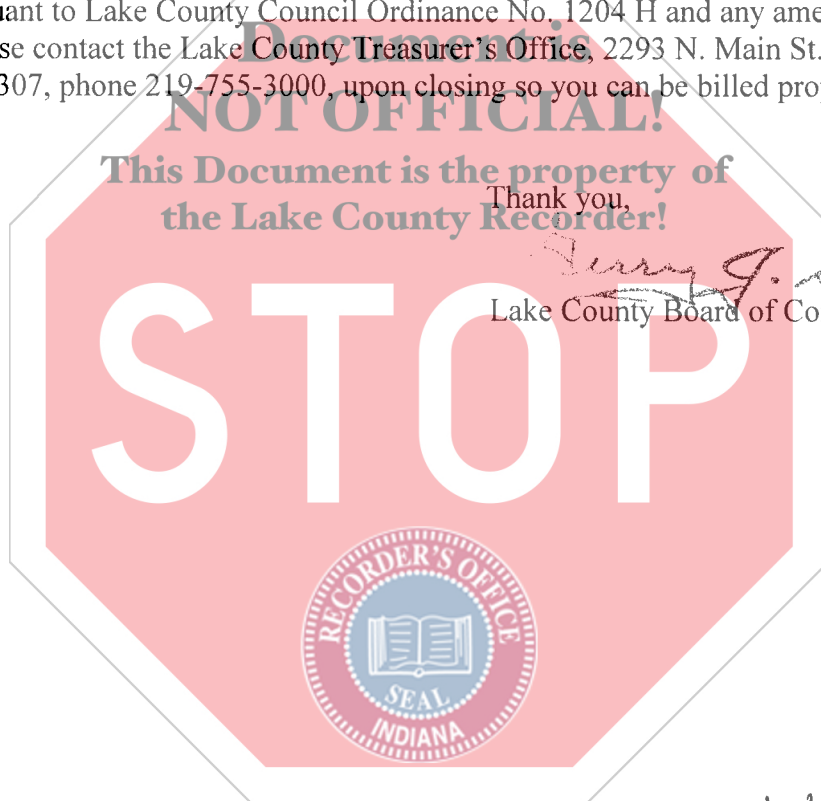 uant to Lake County Council Ordinance No. 1204 H and any ame
Document is
se contact the Lake County Treasurer's Office, 2293 N. Main St.
307, phone 219-755-3000, upon closing so you can be billed prop
NOT OFFICIAL!
This Document is the property of
Thank you,
the Lake County Recorder!
Lake County Board of Co
STOP
RECORDER'S OFFICE
SEAL
INDIANA